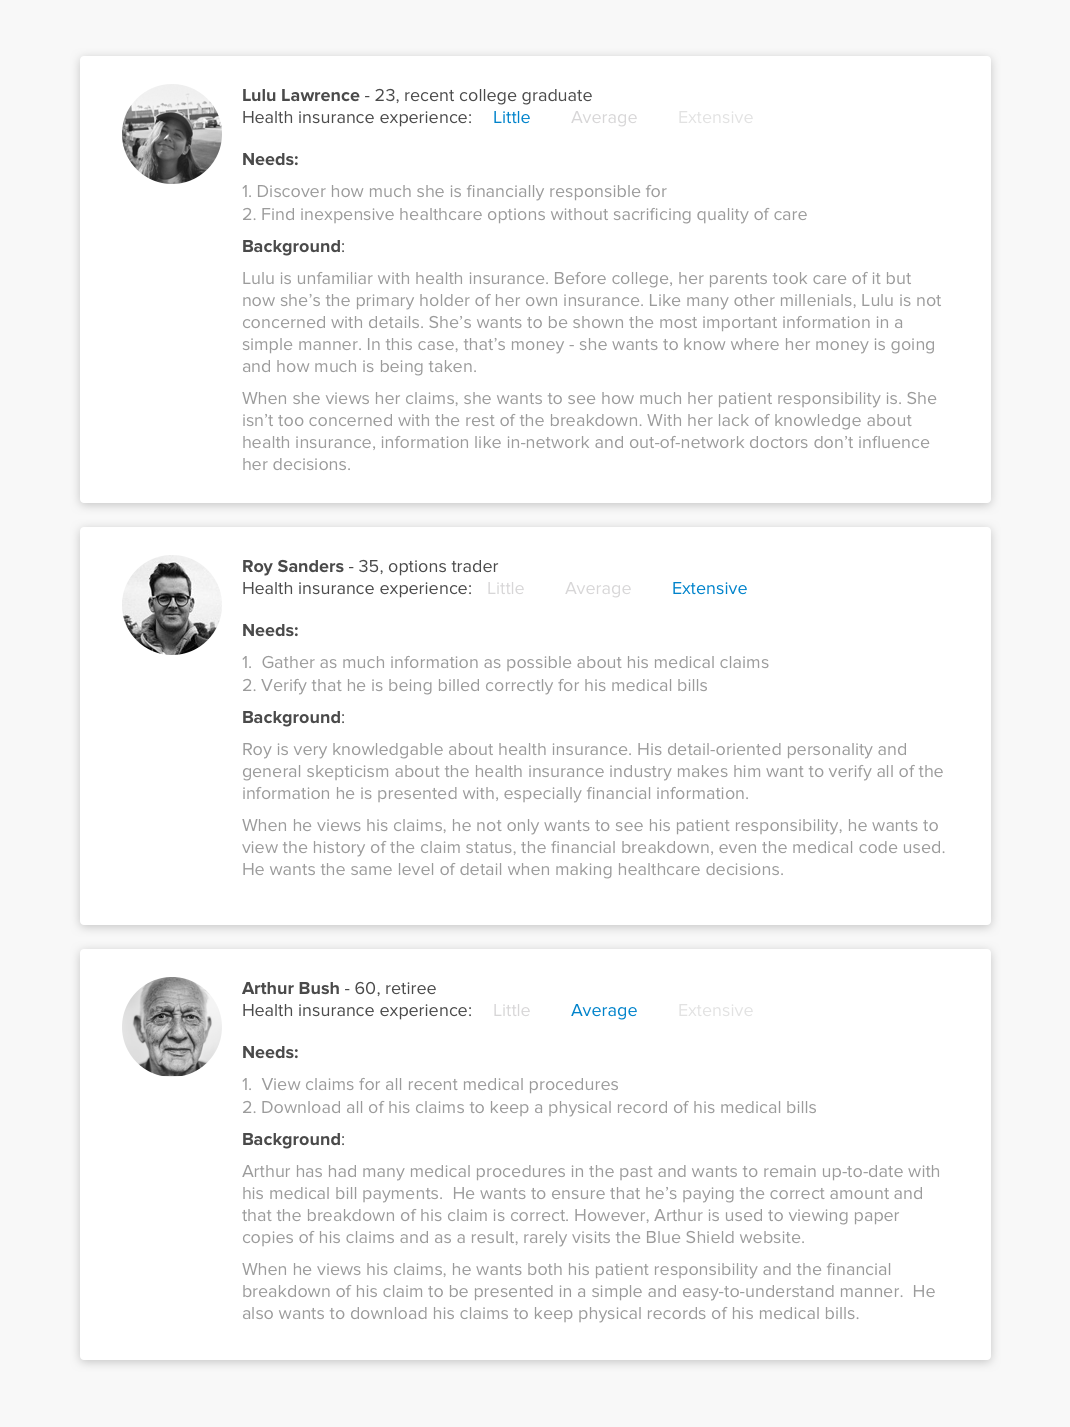 Lulu Lawrence - 23, recent college graduate
Health insurance experience: Little Average Extensive
Needs:
1. Discover how much she is financially responsible for
2. Find inexpensive healthcare options without sacrificing quality of care
Background:
Lulu is unfamiliar with health insurance. Before college, her parents took care of it but
now she’s the primary holder of her own insurance. Like many other millenials, Lulu is not
concerned with details. She’s wants to be shown the most important information in a
simple manner. In this case, that’s money - she wants to know where her money is going
and how much is being taken.
When she views her claims, she wants to see how much her patient responsibility is. She
isn’t too concerned with the rest of the breakdown. With her lack of knowledge about
health insurance, information like in-network and out-of-network doctors don’t influence
her decisions.
Roy Sanders - 35, options trader
Health insurance experience: Little Average Extensive
Needs:
1. Gather as much information as possible about his medical claims
2. Verify that he is being billed correctly for his medical bills
Background:
Roy is very knowledgable about health insurance. His detail-oriented personality and
general skepticism about the health insurance industry makes him want to verify all of the
information he is presented with, especially financial information.
When he views his claims, he not only wants to see his patient responsibility, he wants to
view the history of the claim status, the financial breakdown, even the medical code used.
He wants the same level of detail when making healthcare decisions.
Arthur Bush - 60, retiree
Health insurance experience: Little Average Extensive
Needs:
1. View claims for all recent medical procedures
2. Download all of his claims to keep a physical record of his medical bills
Background:
Arthur has had many medical procedures in the past and wants to remain up-to-date with
his medical bill payments. He wants to ensure that he’s paying the correct amount and
that the breakdown of his claim is correct. However, Arthur is used to viewing paper
copies of his claims and as a result, rarely visits the Blue Shield website.
When he views his claims, he wants both his patient responsibility and the financial
breakdown of his claim to be presented in a simple and easy-to-understand manner. He
also wants to download his claims to keep physical records of his medical bills.